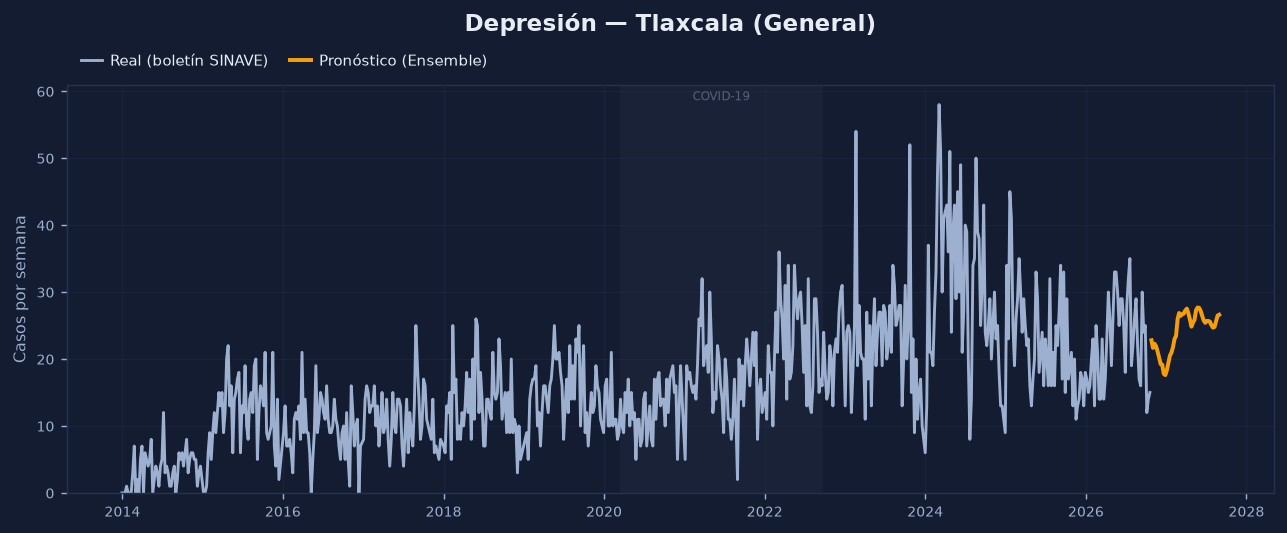 Depresión — Tlaxcala (General)
Real (boletín SINAVE) Pronóstico (Ensemble)
COVID-19
Casos por semana
60
50
40
30
20
10
0
2014 2016 2018 2020 2022 2024 2026 2028